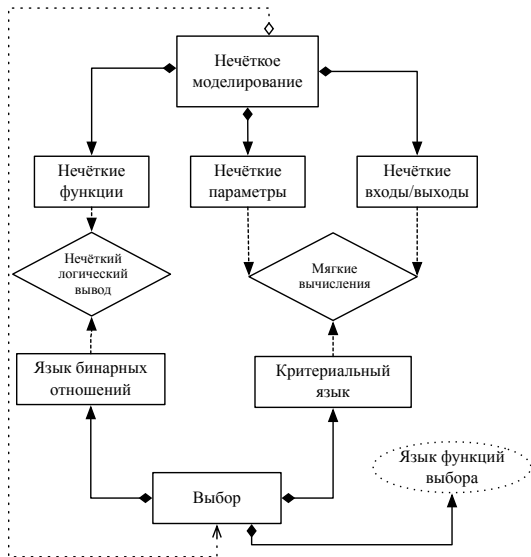 Нечёткое
моделирование
Нечёткие
функции
Нечёткие
параметры
Нечёткие
входы/выходы
Нечёткий
логический
вывод
Мягкие
вычисления
Язык бинарных
отношений
Критериальный
язык
Язык функций
выбора
Выбор